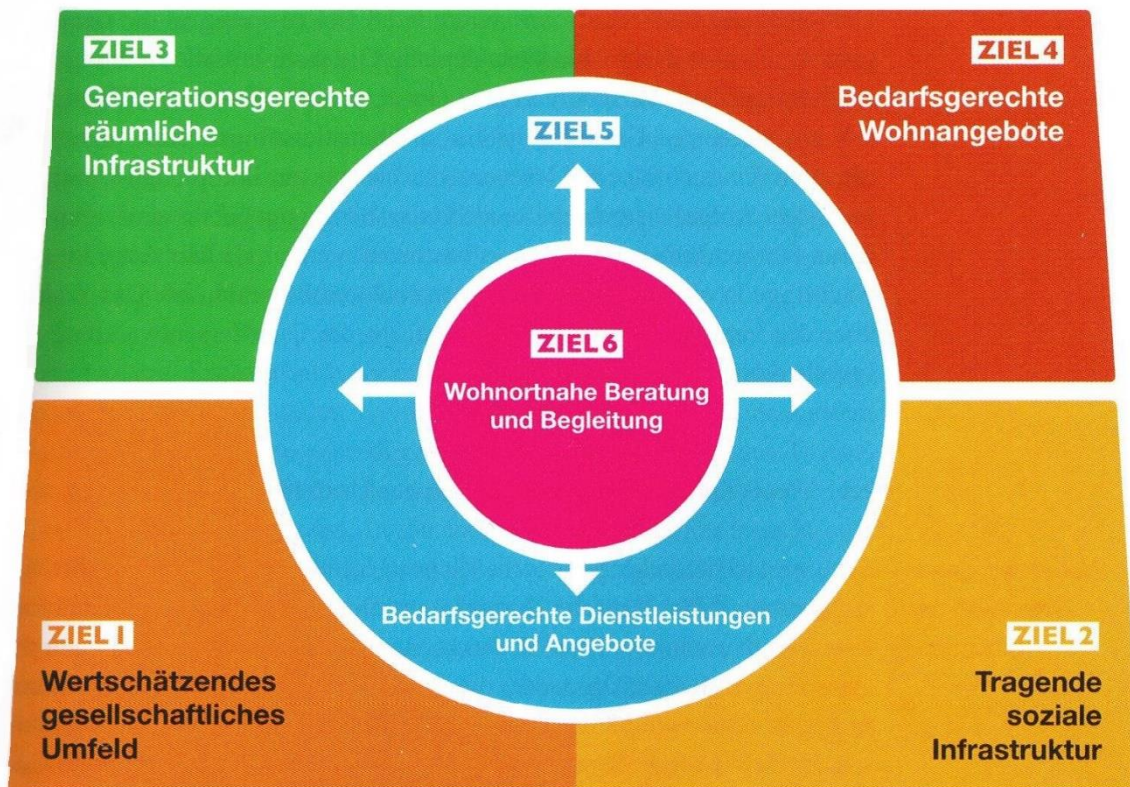 ZIEL 3
Generationsgerechte
räumliche
Infrastruktur
ZIEL 4
Bedarfsgerechte
Wohnangebote
ZIEL 5
ZIEL 6
Wohnortnahe Beratung
und Begleitung
Bedarfsgerechte Dienstleistungen
und Angebote
ZIEL 1
Wertschätzendes
gesellschaftliches
Umfeld
ZIEL 2
Tragende
soziale
Infrastruktur